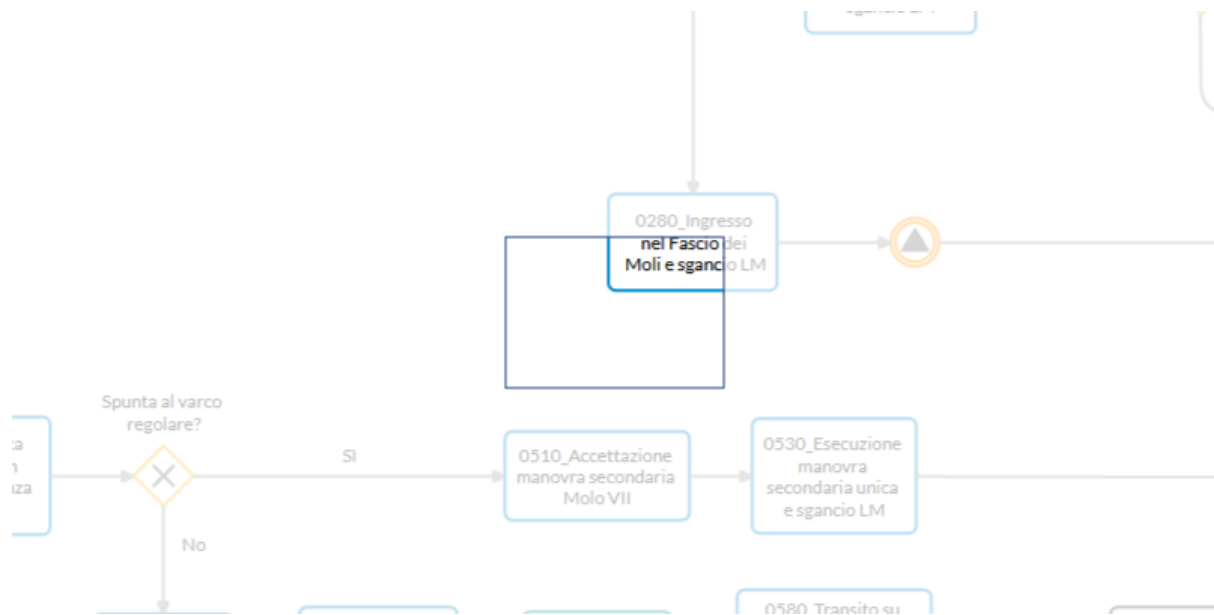 0280_Ingresso
nel Fascio dei
Moli e sgancio LM
Spunta al varco
regolare?
SI
No
za
0510_Accettazione
manovra secondaria
Molo VII
0530_Esecuzione
manovra
secondaria unica
e sgancio LM
0580_Transito su